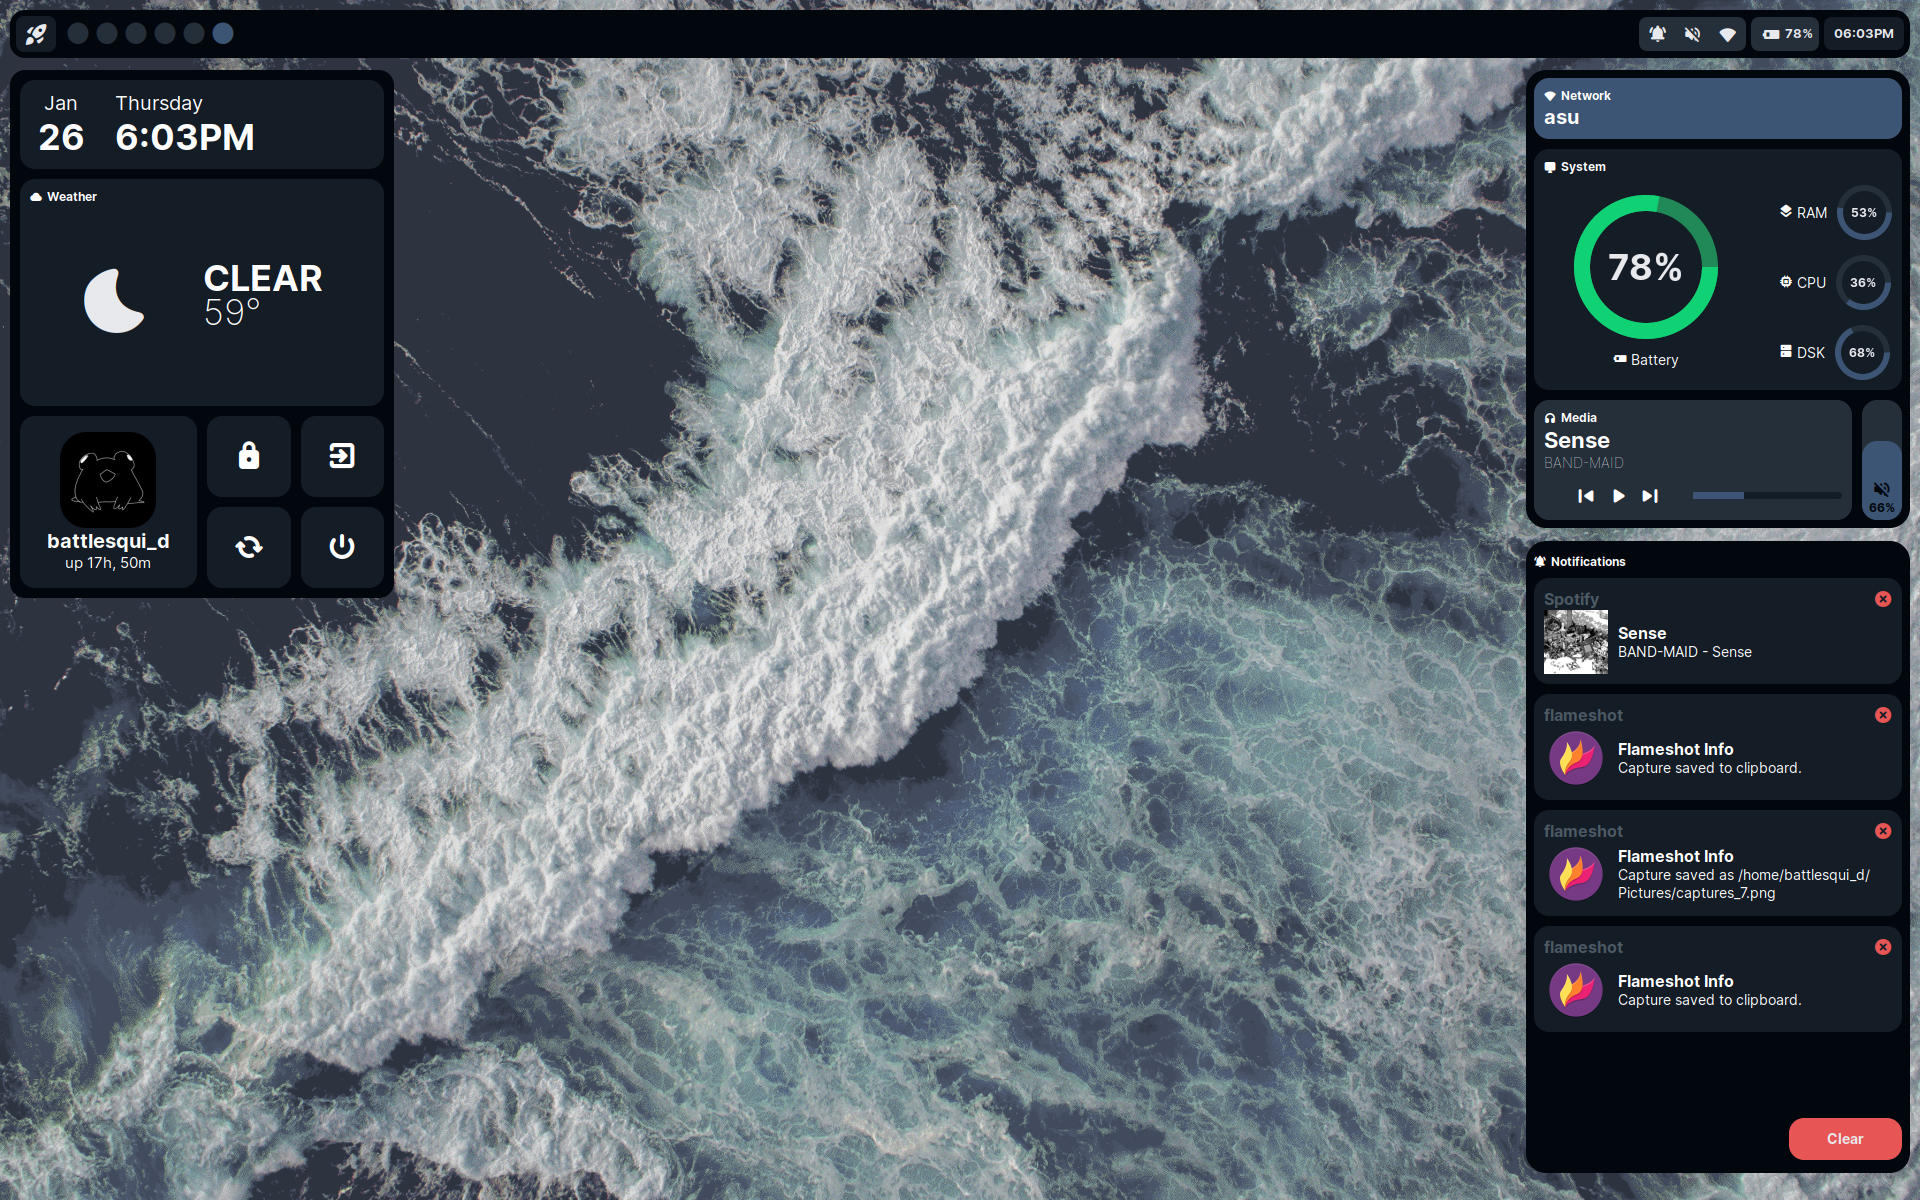 78%
06:03PM
Jan
Thursday
26
6:03PM
Weather
CLEAR
59°
battlesqui_d
up 17h, 50m
Network
asu
System
78%
Battery
RAM
53%
CPU
36%
DSK
68%
Media
Sense
BAND-MAID
66%
Notifications
Spotify
Sense
BAND-MAID - Sense
flameshot
Flameshot Info
Capture saved to clipboard.
flameshot
Flameshot Info
Capture saved as /home/battlesqui_d/
Pictures/captures_7.png
flameshot
Flameshot Info
Capture saved to clipboard.
Clear